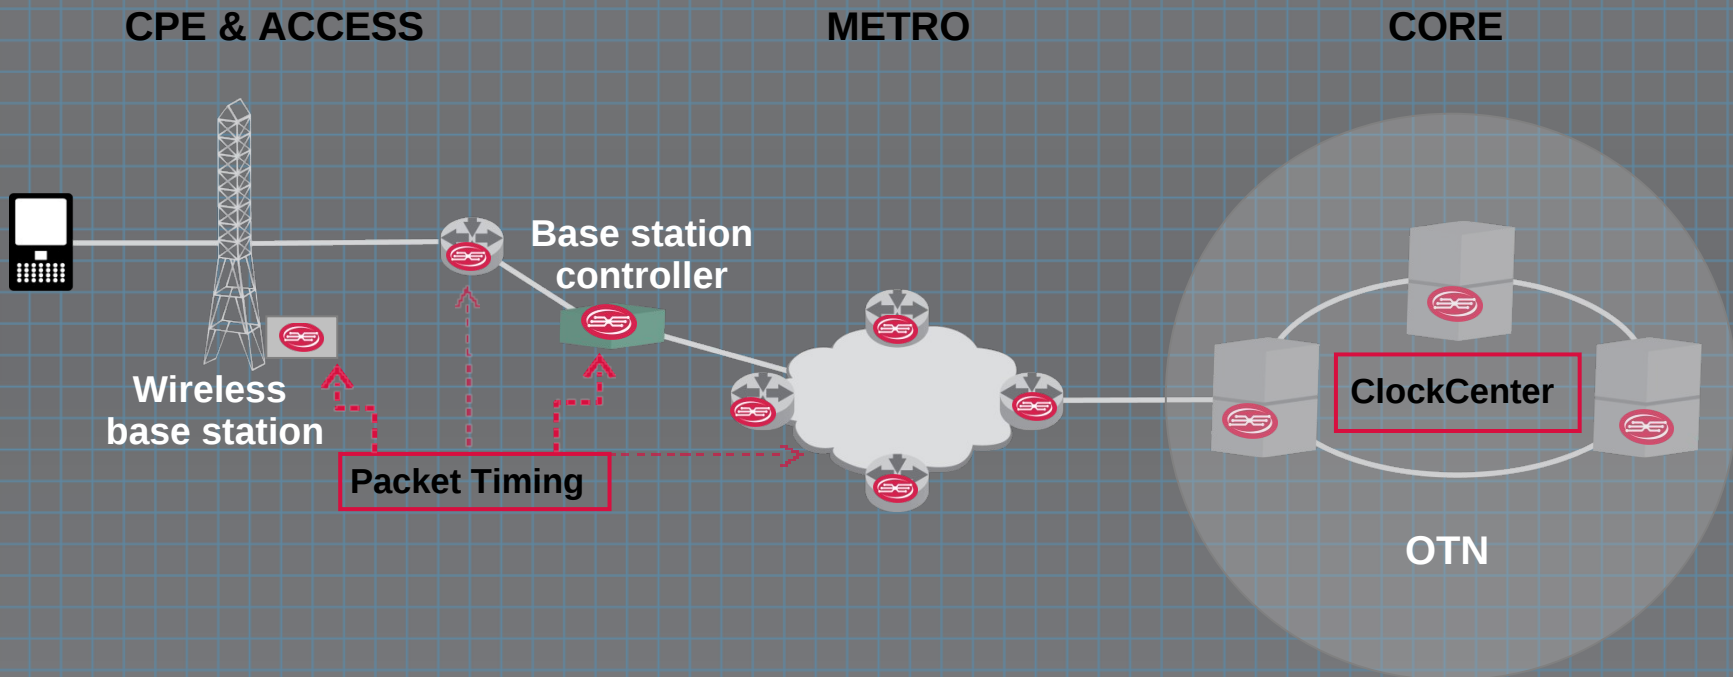 CPE & ACCESS
METRO
CORE
Base station
controller
Wireless
base station
Packet Timing
ClockCenter
OTN